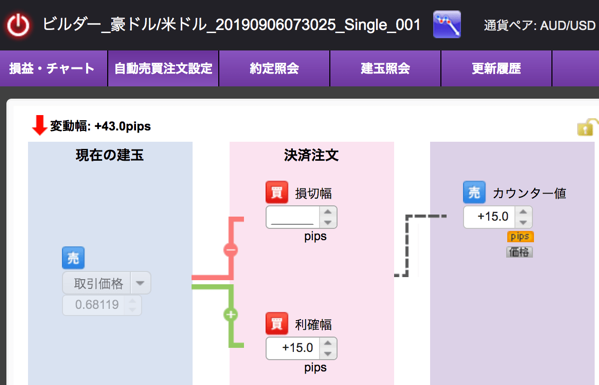 ビルダー_豪ドル/米ドル_20190906073025_Single_001 通貨ペア: AUD/USD
損益・チャート 自動売買注文設定 約定照会 建玉照会 更新履歴
変動幅: +43.0pips
現在の建玉 決済注文
買 損切幅 売 カウンター値
+15.0
pips pips
価格
売
取引価格
0.68119
買 利確幅
+15.0
pips